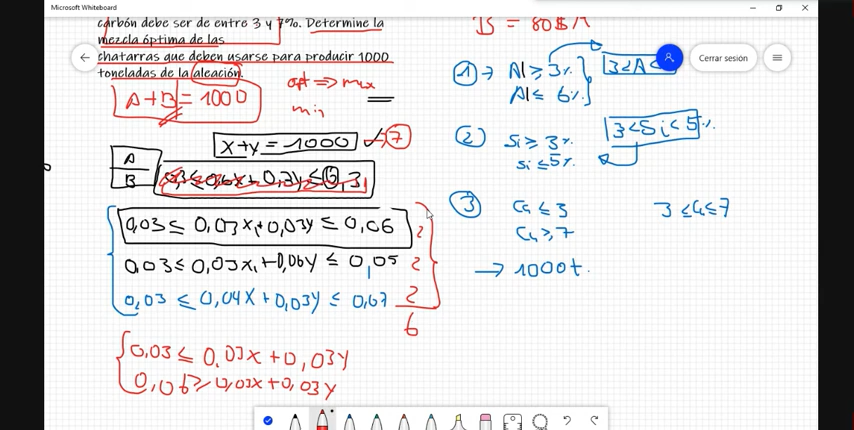 Microsoft Whiteboard
carbón debe ser de entre 3 y 7%. Determine la
mezcla óptima de las
chatarras que deben usarse para producir 1000
toneladas de la aleación.
A+B=1000
opt => max
min
x+y = 1000 7
A
B
0,03 ≤ 0,03x+0,03y ≤ 0,06 2
0,03 ≤ 0,03x+0,06y ≤ 0,05 2
0,03 ≤ 0,04x+0,03y ≤ 0,07 2
6
0,03 ≤ 0,03x+0,03y
0,06 ≥ 0,03x+0,03y
Cerrar sesión
1 → Al ≥ 3%
Al ≤ 6%
2 Si ≥ 3% 3<Si<5%
Si ≤ 5%
3 ≤ 3
≥ 7
→ 1000t.